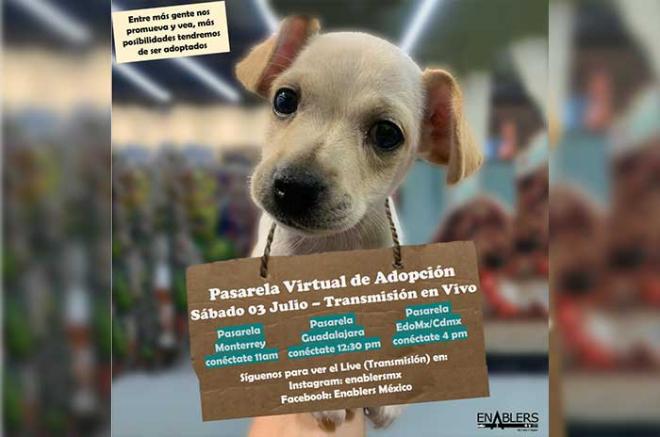 Entre más gente nos
promueva y vea, más
posibilidades tendremos
de ser adoptados
Pasarela Virtual de Adopción
Sábado 03 Julio – Transmisión en Vivo
Pasarela
Monterrey
conéctate 11am
Pasarela
Guadalajara
conéctate 12:30 pm
Pasarela
EdoMx/Cdmx
conéctate 4 pm
Síguenos para ver el Live (Transmisión) en:
Instagram: enablersmx
Facebook: Enablers México
ENABLERS